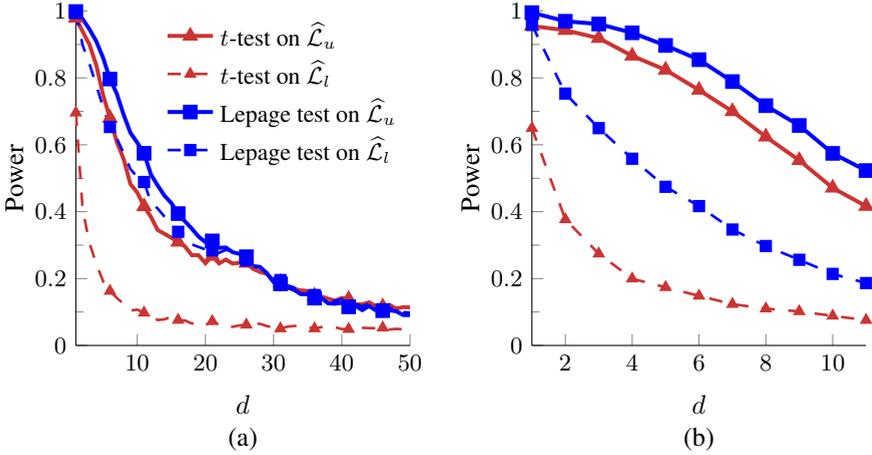 1
0.8
0.6
0.4
0.2
0
Power
10 20 30 40 50
d
(a)
t-test on L̂_u
t-test on L̂_l
Lepage test on L̂_u
Lepage test on L̂_l
1
0.8
0.6
0.4
0.2
0
Power
2 4 6 8 10
d
(b)